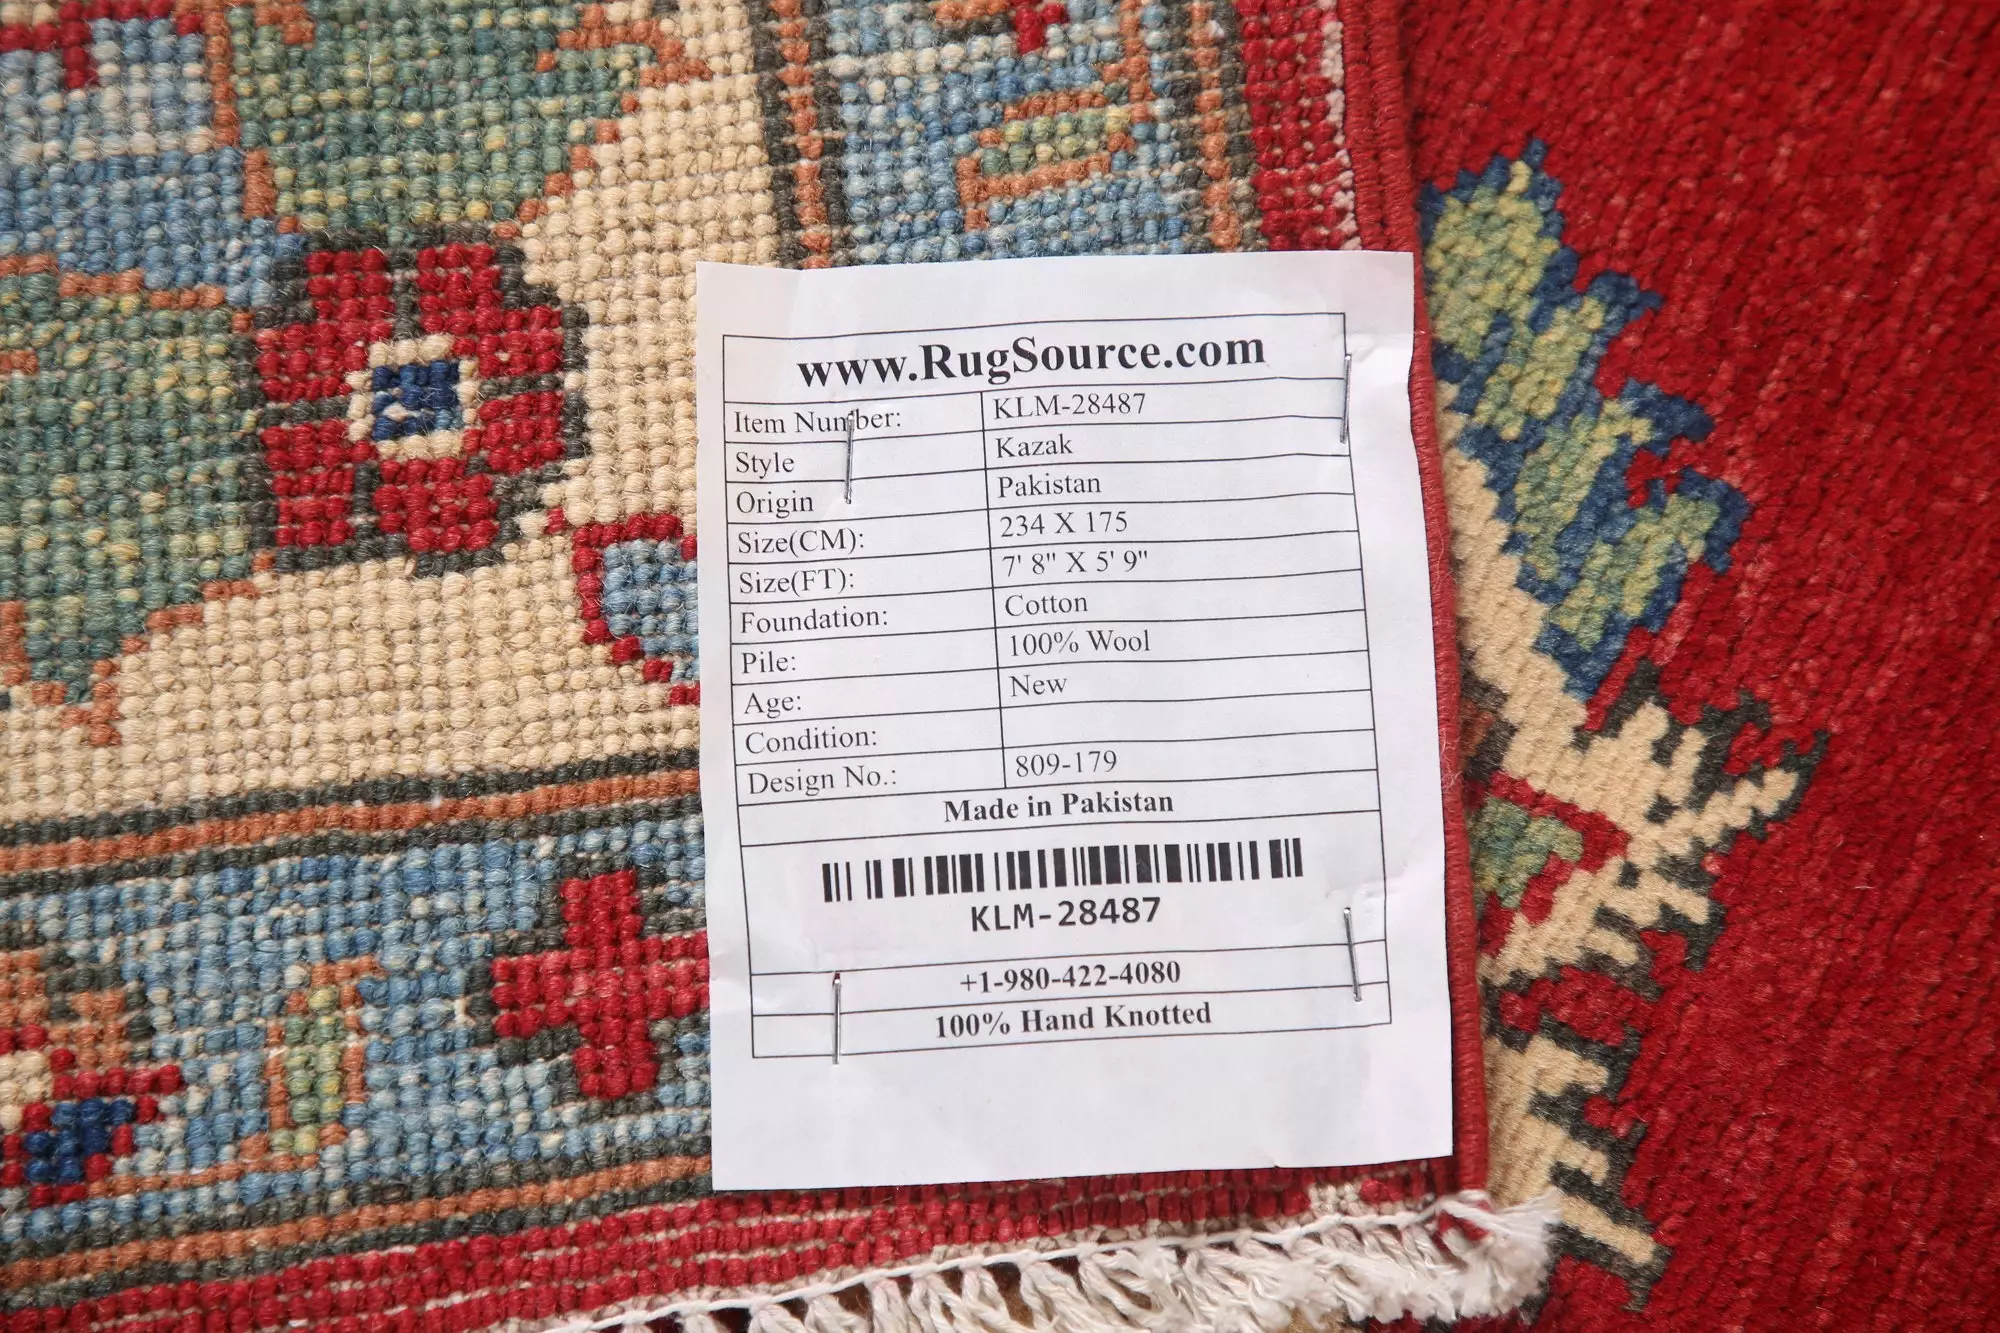 www.RugSource.com
Item Number: KLM-28487
Style Kazak
Origin Pakistan
Size(CM): 234 X 175
Size(FT): 7' 8" X 5' 9"
Foundation: Cotton
Pile: 100% Wool
Age: New
Condition:
Design No.: 809-179
Made in Pakistan
KLM-28487
+1-980-422-4080
100% Hand Knotted